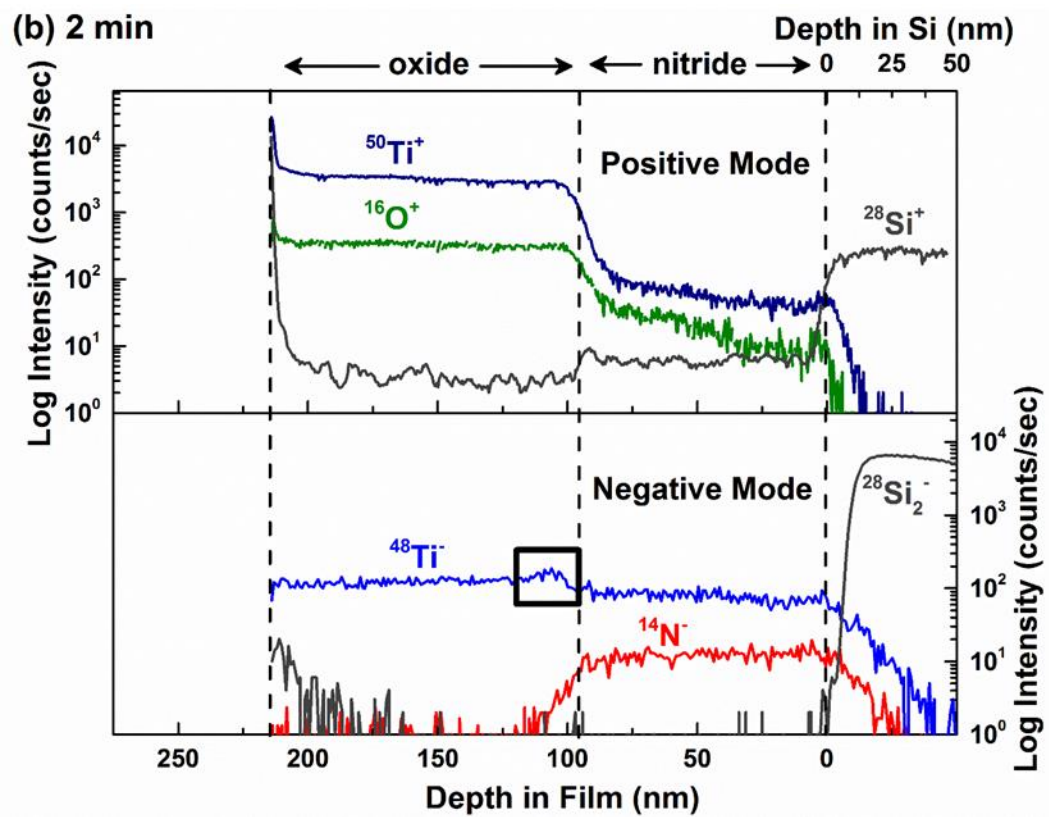 (b) 2 min
Depth in Si (nm)
oxide
nitride
0 25 50
Log Intensity (counts/sec)
10⁴
10³
10²
10¹
10⁰
⁵⁰Ti⁺
¹⁶O⁺
Positive Mode
²⁸Si⁺
Negative Mode
²⁸Si₂⁻
⁴⁸Ti⁻
¹⁴N⁻
10⁴
10³
10²
10¹
10⁰
Log Intensity (counts/sec)
250 200 150 100 50 0
Depth in Film (nm)